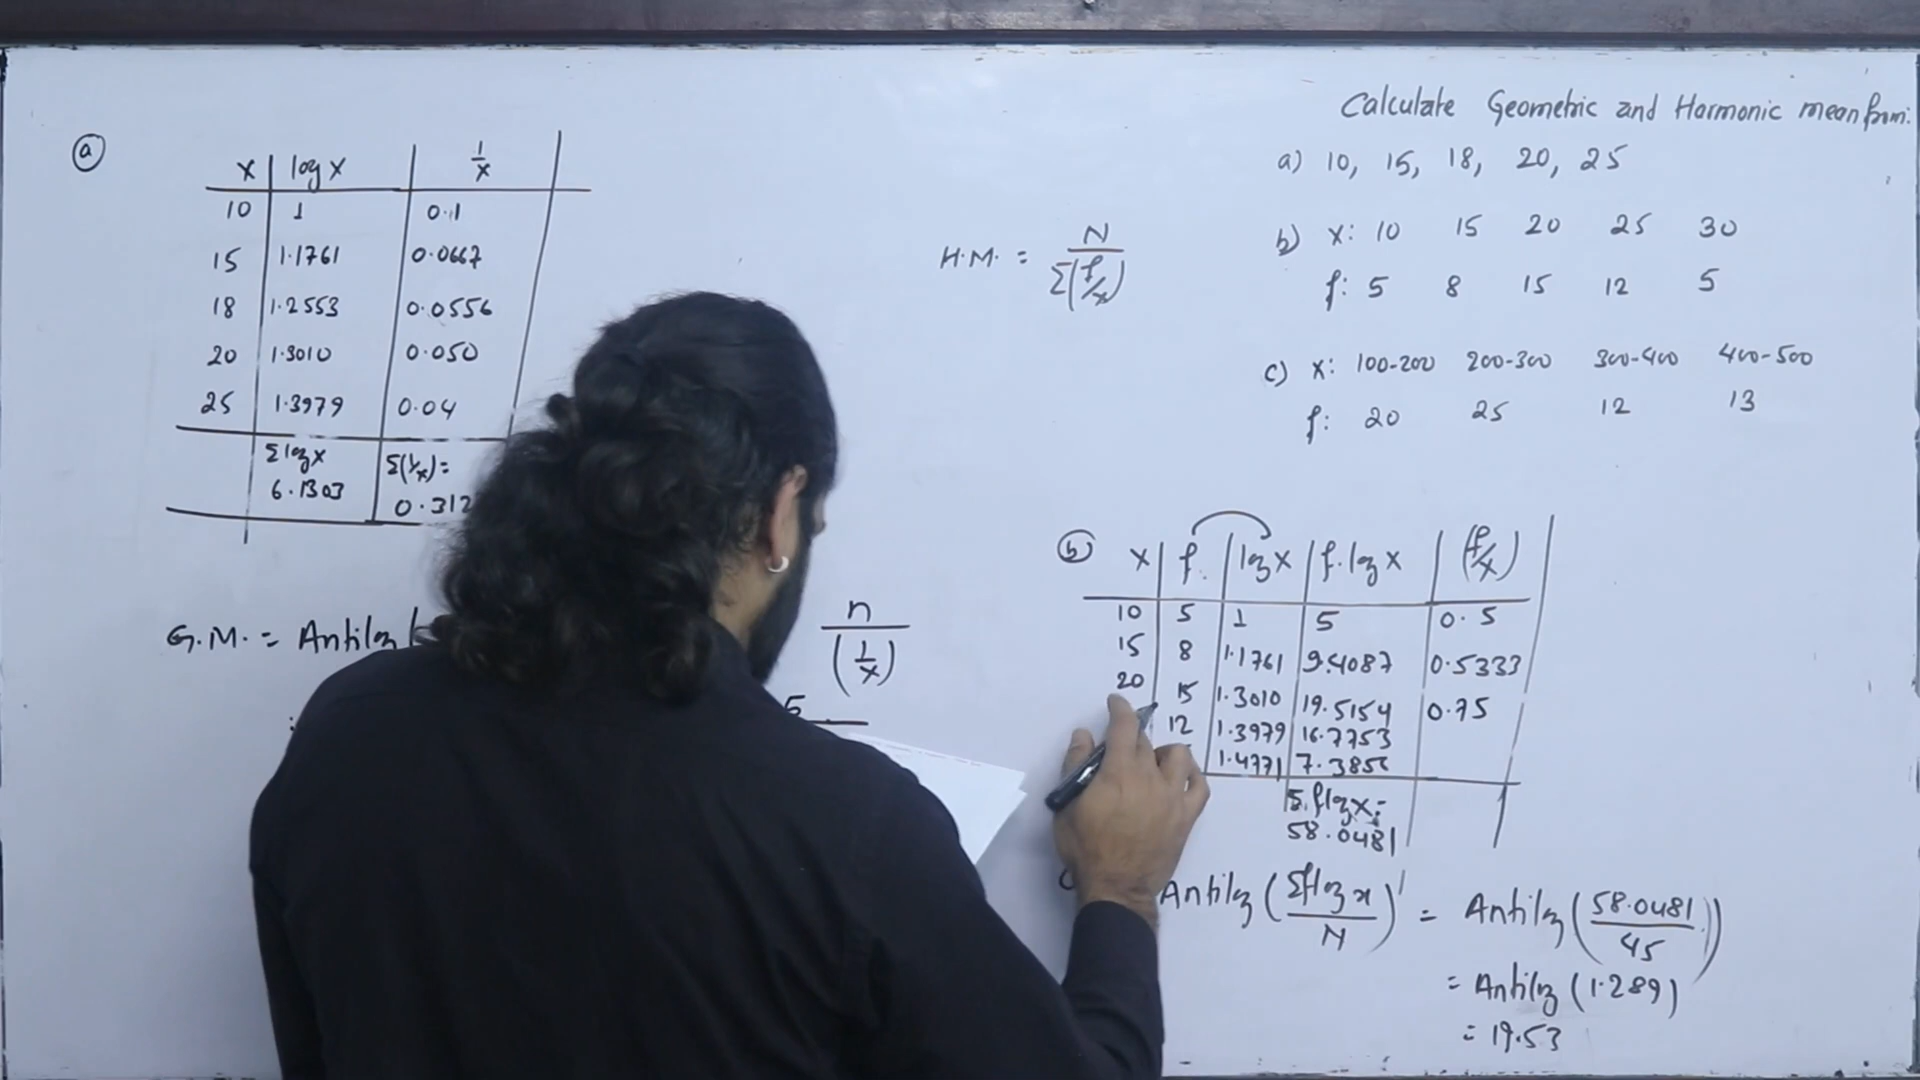 Calculate Geometric and Harmonic mean from:
a) 10, 15, 18, 20, 25
b) x: 10 15 20 25 30
f: 5 8 15 12 5
c) x: 100-200 200-300 300-400 400-500
f: 20 25 12 13
ⓐ
x log x 1/x
10 1 0.1
15 1.1761 0.0667
18 1.2553 0.0556
20 1.3010 0.050
25 1.3979 0.04
Σlogx Σ(1/x)=
6.1303 0.312
G.M. = Antilog
n
(1/x)
5
H.M. = N/Σ(f/x)
ⓑ x f. log x f.log x (f/x)
10 5 1 5 0.5
15 8 1.1761 9.4087 0.5333
20 15 1.3010 19.5154 0.75
12 1.3979 16.7753
1.4771 7.3856
Σ.flogx=
58.0481
Antilog (Σflogx/N) = Antilog (58.0481/45)
= Antilog (1.289)
= 19.53